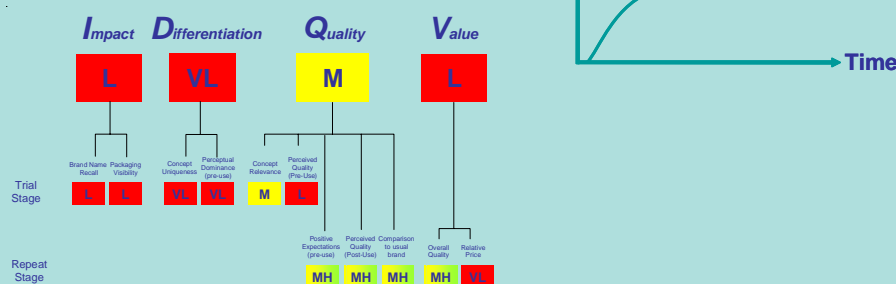 Impact Differentiation Quality Value
L VL M L
Time
Brand Name Recall
Packaging Visibility
Concept Uniqueness
Perceptual Dominance (pre-use)
Concept Relevance
Perceived Quality (Pre-Use)
Trial Stage
L L VL VL M L
Positive Expectations (pre-use)
Perceived Quality (Post-Use)
Comparison to usual brand
Overall Quality
Relative Price
Repeat Stage
MH MH MH MH VL